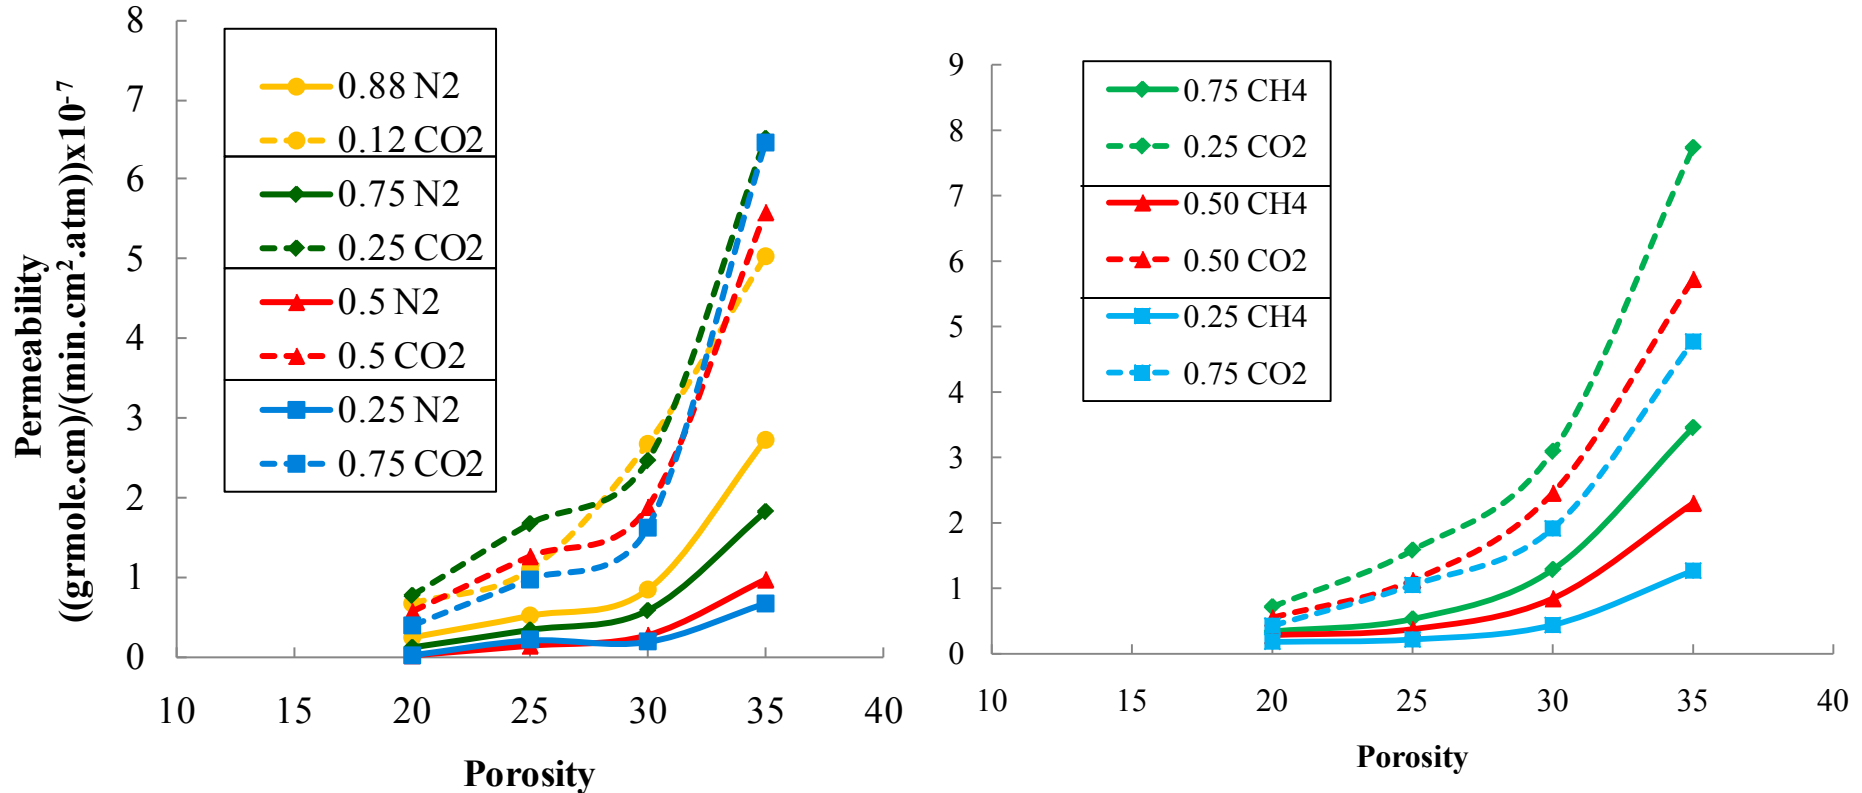 Permeability
((grmole.cm)/(min.cm².atm))x10⁻⁷
8
7
6
5
4
3
2
1
0
0.88 N2
0.12 CO2
0.75 N2
0.25 CO2
0.5 N2
0.5 CO2
0.25 N2
0.75 CO2
10 15 20 25 30 35 40
Porosity
9
8
7
6
5
4
3
2
1
0
0.75 CH4
0.25 CO2
0.50 CH4
0.50 CO2
0.25 CH4
0.75 CO2
10 15 20 25 30 35 40
Porosity